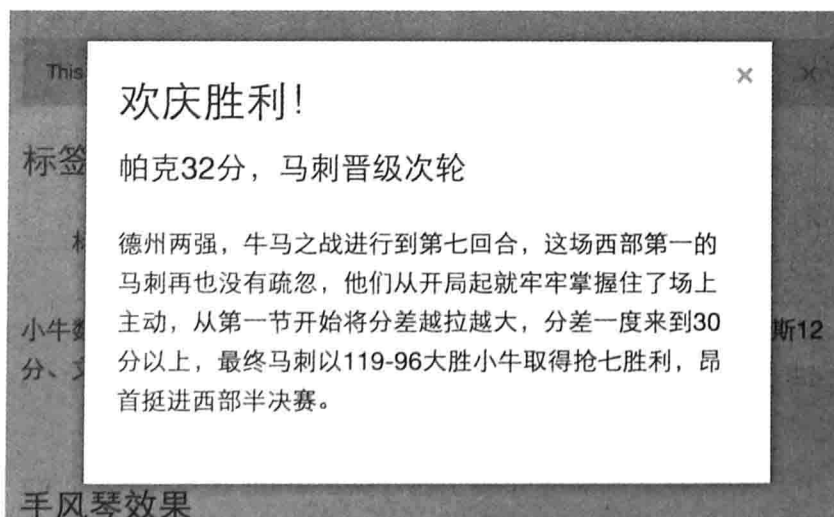 This
×
×
欢庆胜利!
标签
帕克32分，马刺晋级次轮
德州两强，牛马之战进行到第七回合，这场西部第一的
马刺再也没有疏忽，他们从开局起就牢牢掌握住了场上
主动，从第一节开始将分差越拉越大，分差一度来到30
分以上，最终马刺以119-96大胜小牛取得抢七胜利，昂
首挺进西部半决赛。
小牛
斯12
分、
手风琴效果